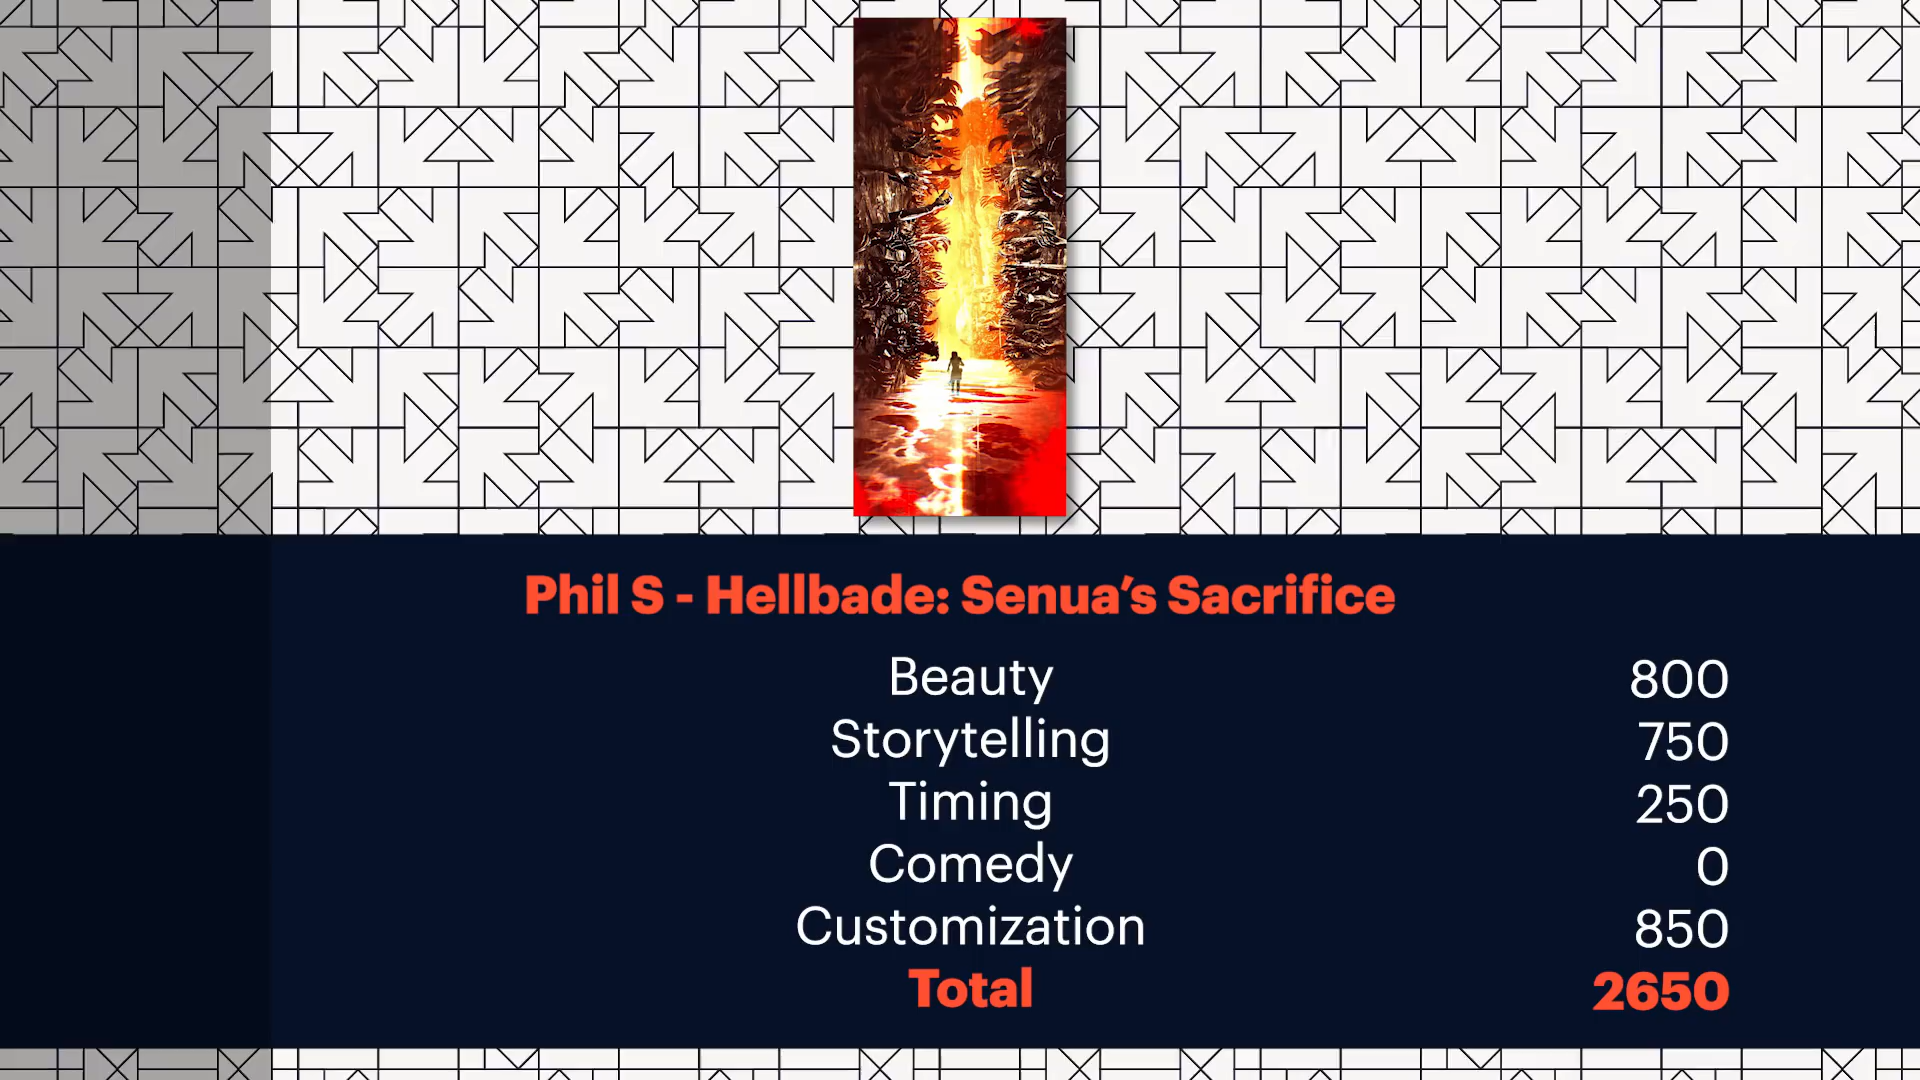 Phil S - Hellbade: Senua’s Sacrifice
Beauty 800
Storytelling 750
Timing 250
Comedy 0
Customization 850
Total 2650